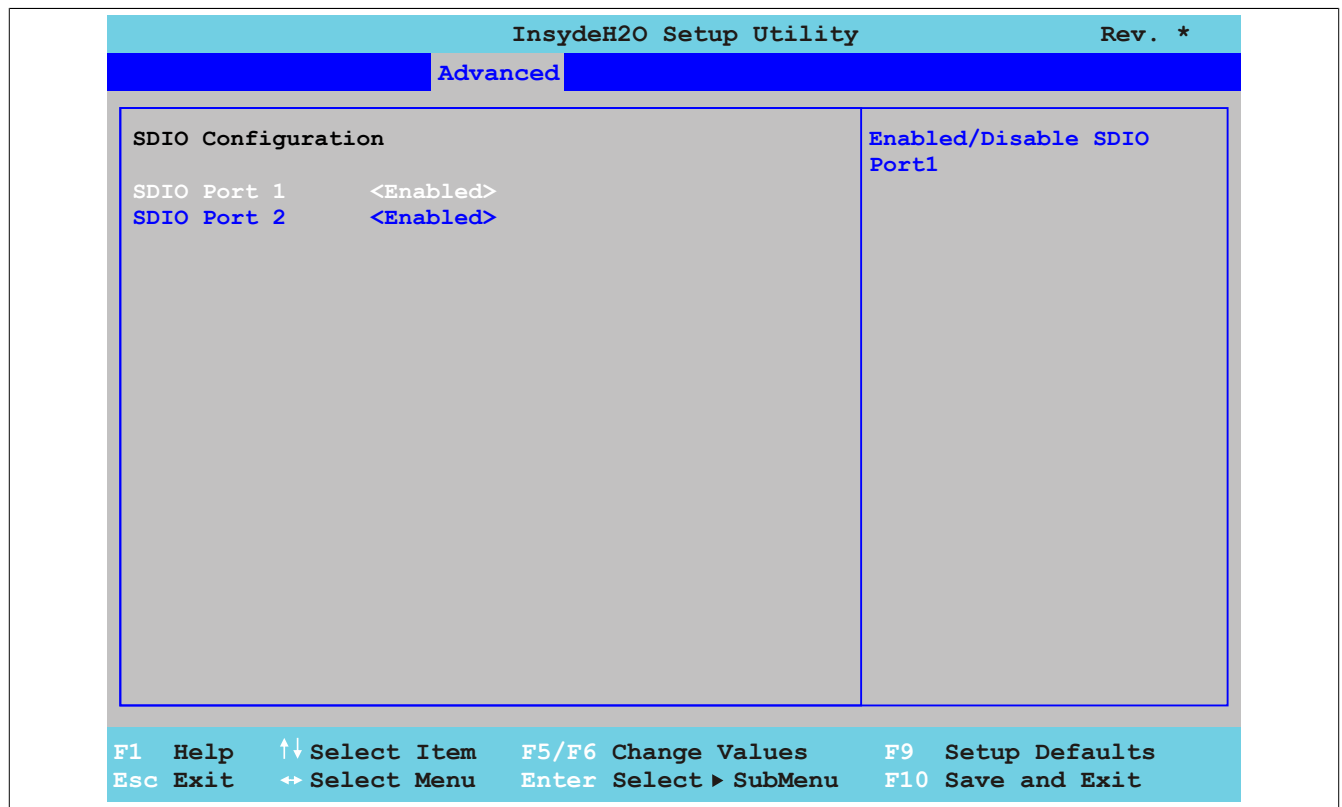 InsydeH2O Setup Utility Rev. *
Advanced
SDIO Configuration
SDIO Port 1 <Enabled>
SDIO Port 2 <Enabled>
Enabled/Disable SDIO
Port1
F1 Help ↑↓ Select Item F5/F6 Change Values F9 Setup Defaults
Esc Exit ↔ Select Menu Enter Select ▶ SubMenu F10 Save and Exit